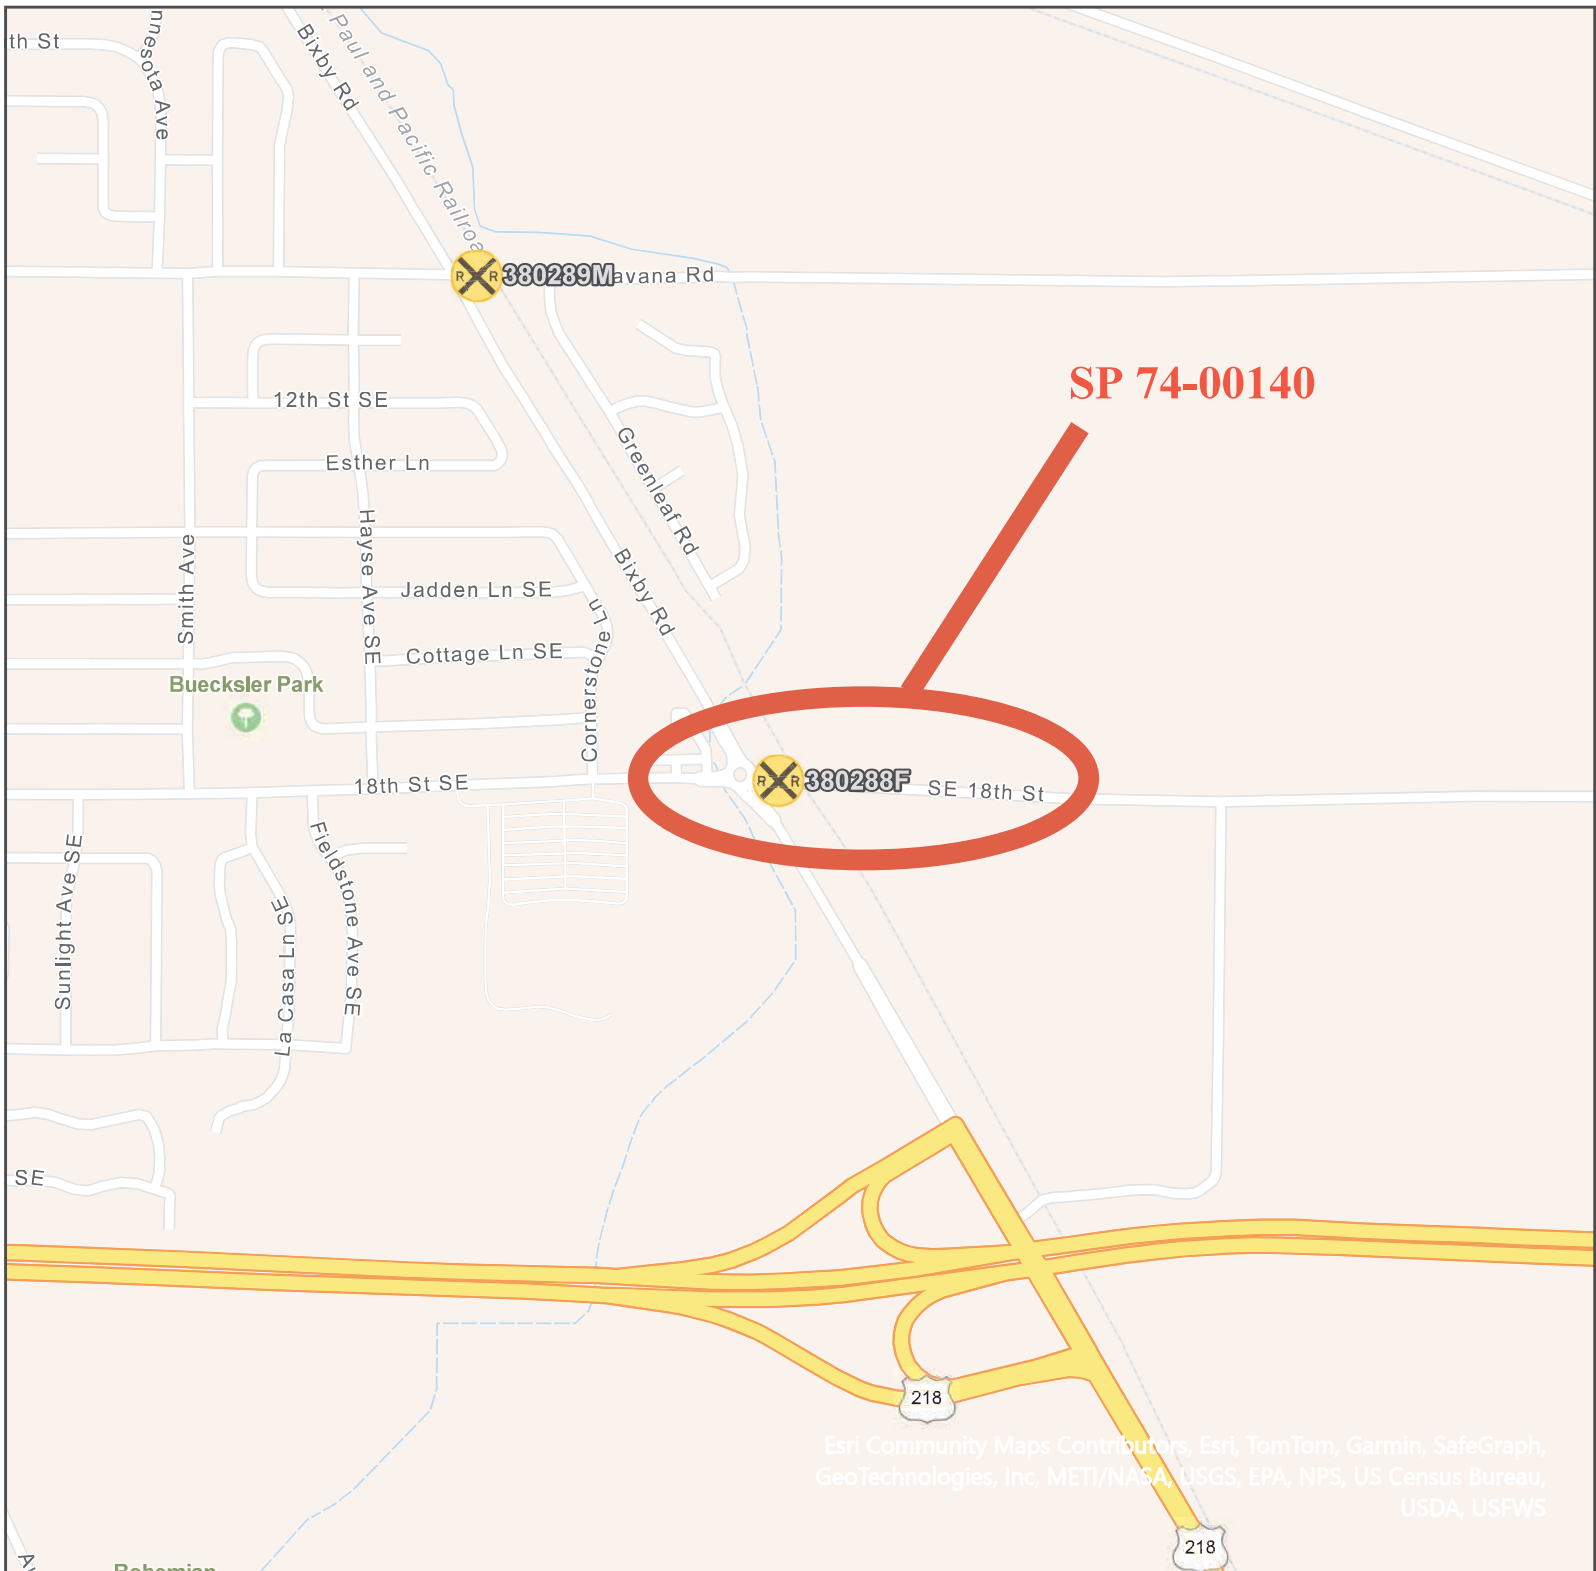 th St
nnesota Ave
Bixby Rd
Paul and Pacific Railroa
R R
380289M
avana Rd
SP 74-00140
12th St SE
Esther Ln
Greenleaf Rd
Hayse Ave SE
Smith Ave
Bixby Rd
Jadden Ln SE
Cornerstone Ln
Cottage Ln SE
Buecksler Park
18th St SE
R R
380288F
SE 18th St
Sunlight Ave SE
Fieldstone Ave SE
La Casa Ln SE
SE
218
Esri Community Maps Contributors, Esri, TomTom, Garmin, SafeGraph,
GeoTechnologies, Inc, METI/NASA, USGS, EPA, NPS, US Census Bureau,
USDA, USFWS
218